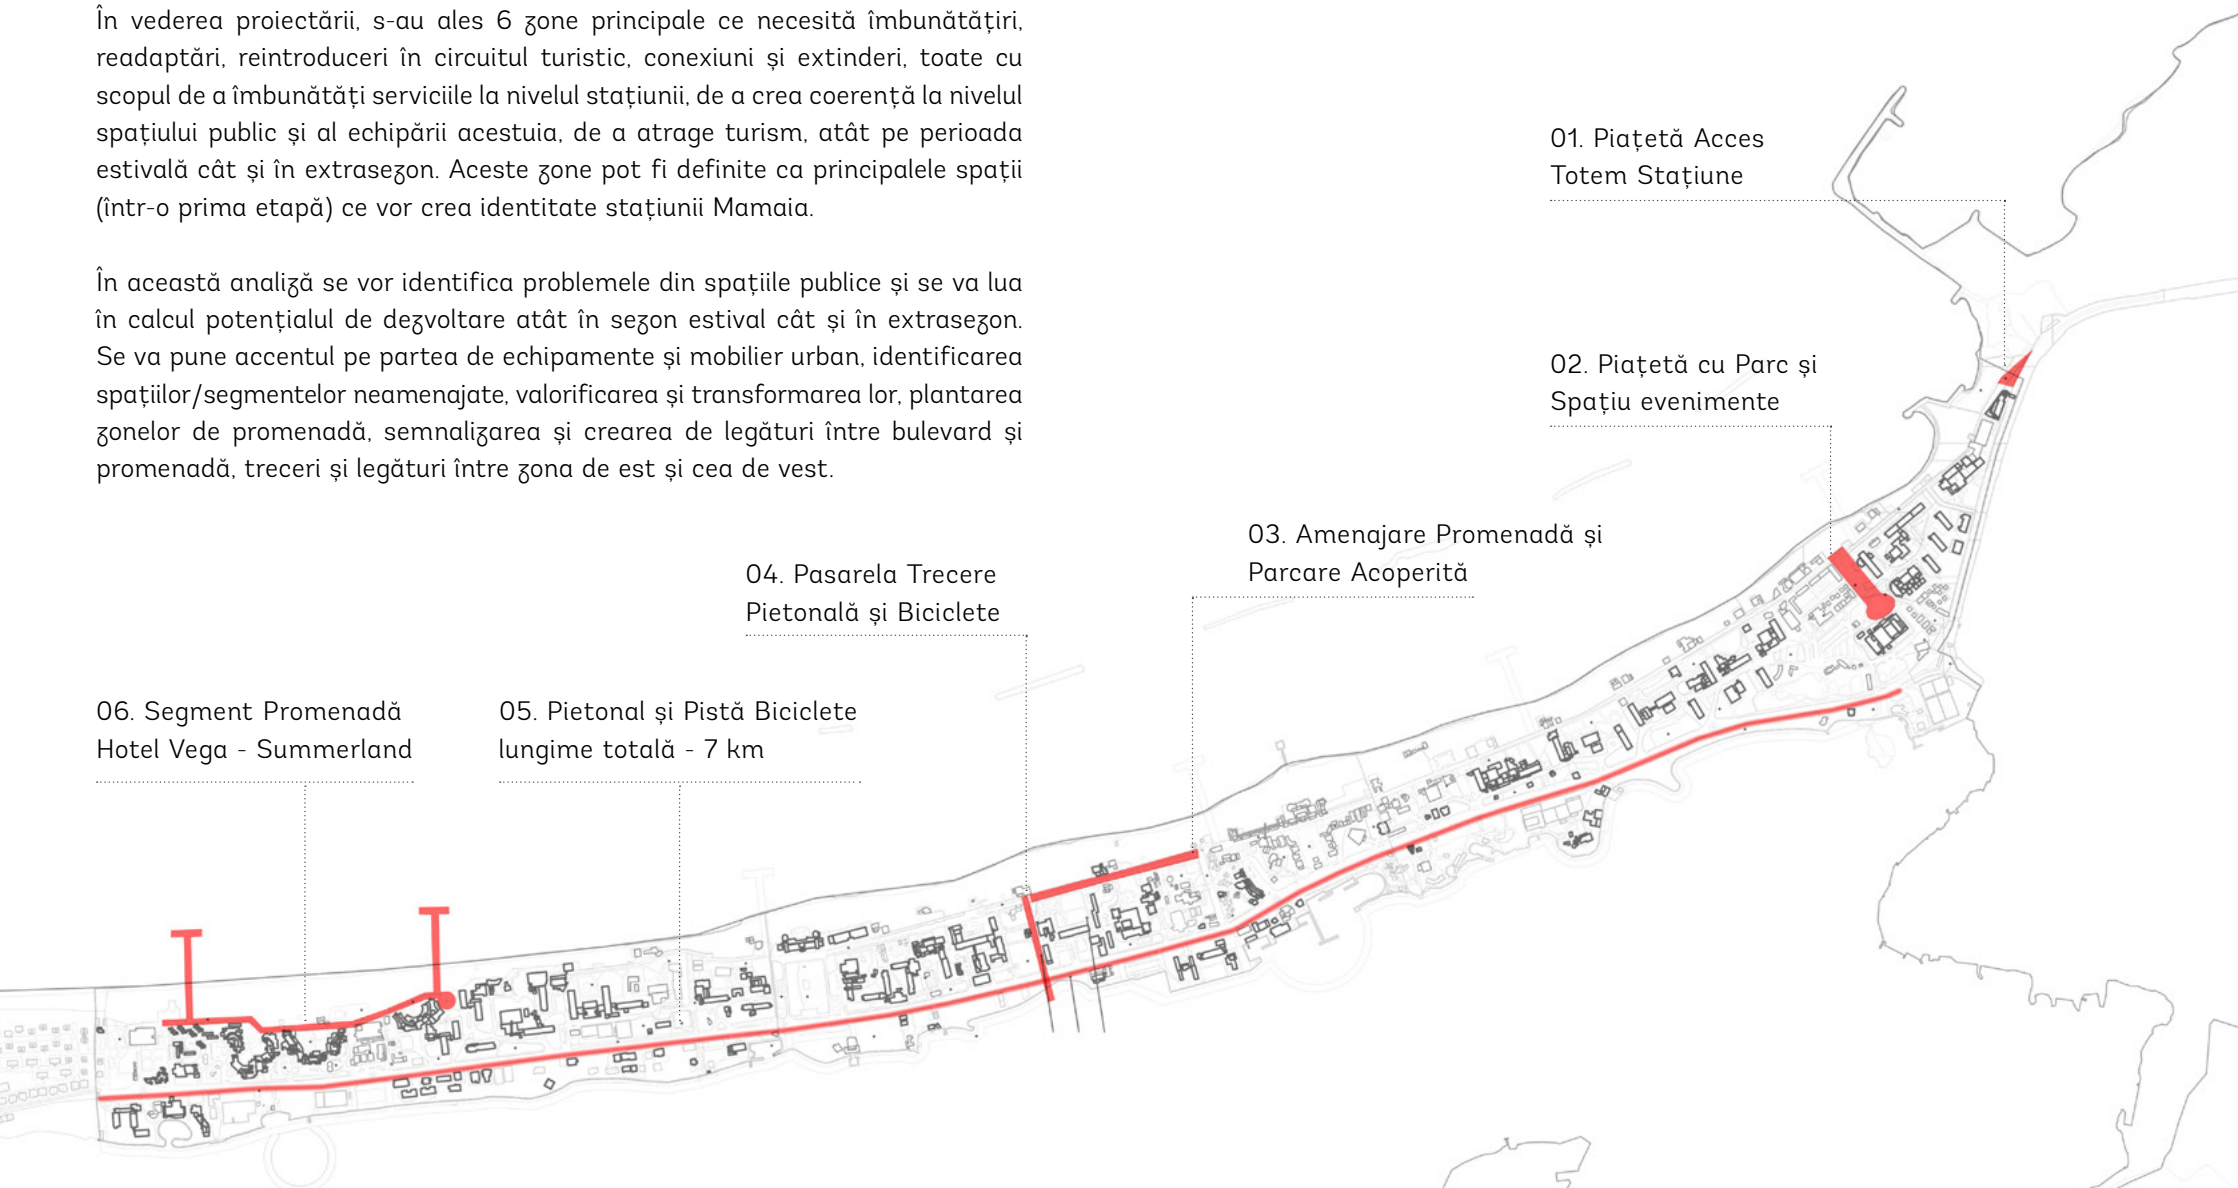 În vederea proiectării, s-au ales 6 zone principale ce necesită îmbunătățiri,
readaptări, reintroduceri în circuitul turistic, conexiuni și extinderi, toate cu
scopul de a îmbunătăți serviciile la nivelul stațiunii, de a crea coerență la nivelul
spațiului public și al echipării acestuia, de a atrage turism, atât pe perioada
estivală cât și în extrasezon. Aceste zone pot fi definite ca principalele spații
(într-o prima etapă) ce vor crea identitate stațiunii Mamaia.
În această analiză se vor identifica problemele din spațiile publice și se va lua
în calcul potențialul de dezvoltare atât în sezon estival cât și în extrasezon.
Se va pune accentul pe partea de echipamente și mobilier urban, identificarea
spațiilor/segmentelor neamenajate, valorificarea și transformarea lor, plantarea
zonelor de promenadă, semnalizarea și crearea de legături între bulevard și
promenadă, treceri și legături între zona de est și cea de vest.
01. Piațetă Acces
Totem Stațiune
02. Piațetă cu Parc și
Spațiu evenimente
03. Amenajare Promenadă și
Parcare Acoperită
04. Pasarela Trecere
Pietonală și Biciclete
05. Pietonal și Pistă Biciclete
lungime totală - 7 km
06. Segment Promenadă
Hotel Vega - Summerland